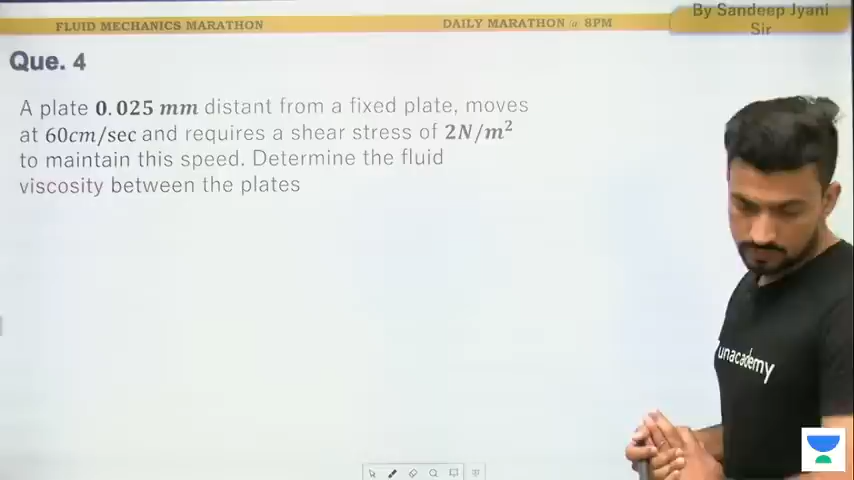 FLUID MECHANICS MARATHON
DAILY MARATHON @ 8PM
By Sandeep Jyani
Sir
Que. 4
A plate 0.025 mm distant from a fixed plate, moves
at 60cm/sec and requires a shear stress of 2N/m²
to maintain this speed. Determine the fluid
viscosity between the plates
unacademy